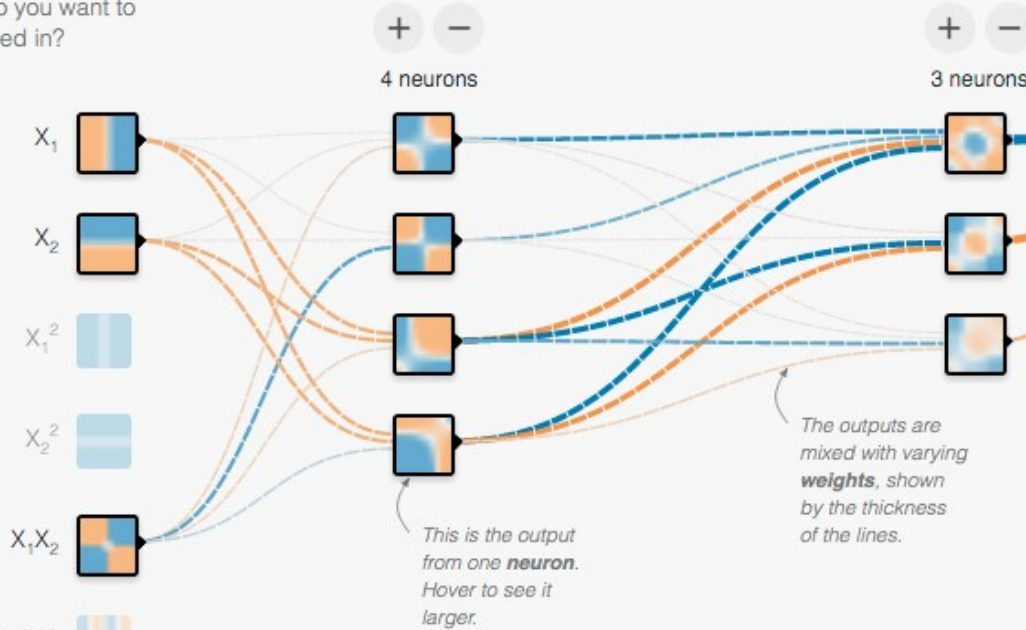 o you want to
ed in?
+ −
+ −
4 neurons
3 neurons
X₁
X₂
X₁²
X₂²
X₁X₂
The outputs are
mixed with varying
weights, shown
by the thickness
of the lines.
This is the output
from one neuron.
Hover to see it
larger.